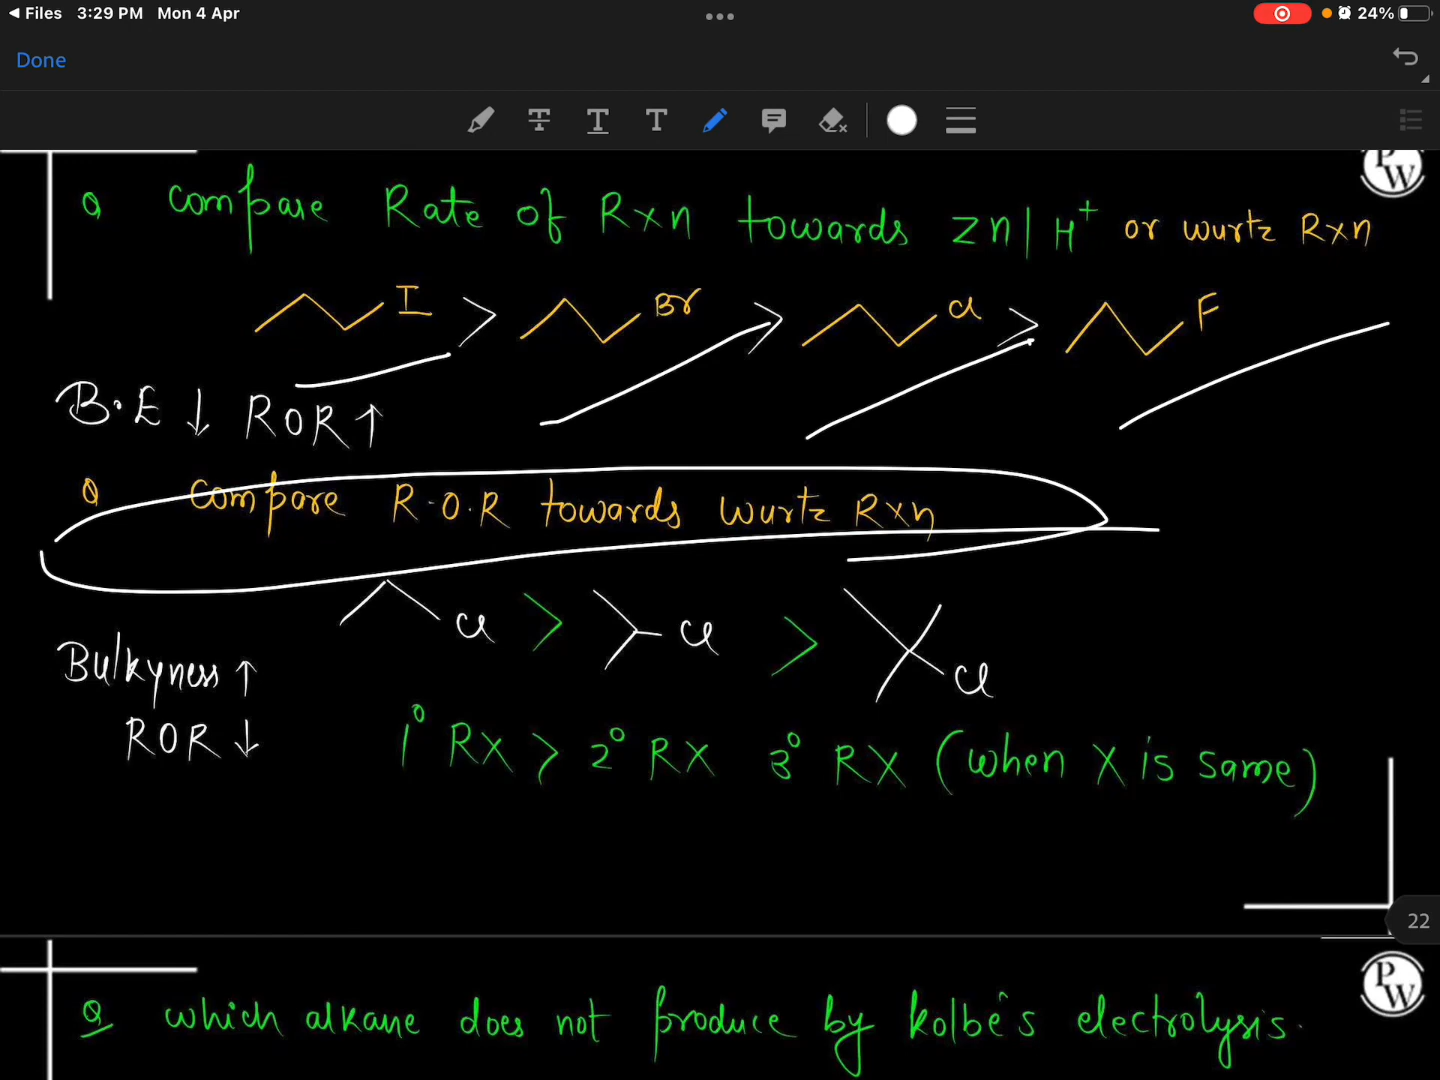 Files 3:29 PM Mon 4 Apr 24%
Done
T T T
PW
Q Compare Rate of Rxn towards Zn | H+ or wurtz Rxn
I > Br > Cl > F
B.E ↓ ROR ↑
Q Compare R.O.R towards wurtz Rxn
Cl > Cl > Cl
Bulkyness ↑
ROR ↓
1° RX > 2° RX 3° RX (when X is same)
22
PW
Q which alkane does not produce by kolbe's electrolysis.